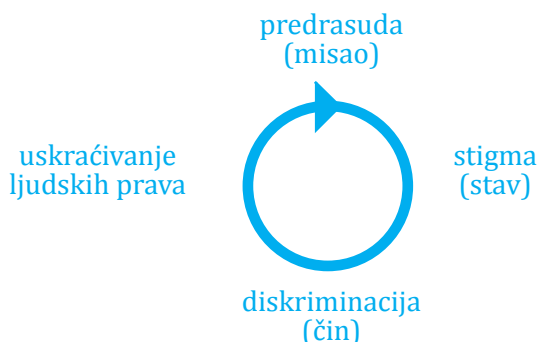 predrasuda
(misao)
uskraćivanje
ljudskih prava
stigma
(stav)
diskriminacija
(čin)